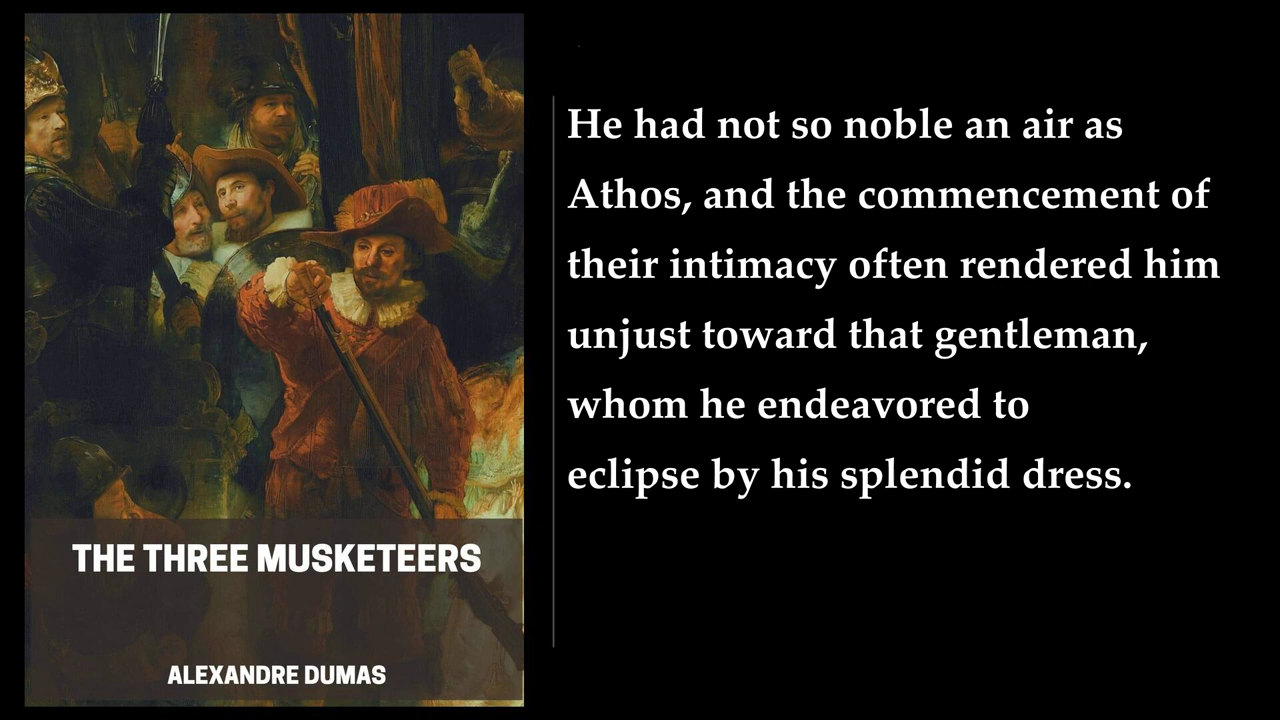 THE THREE MUSKETEERS
ALEXANDRE DUMAS
He had not so noble an air as
Athos, and the commencement of
their intimacy often rendered him
unjust toward that gentleman,
whom he endeavored to
eclipse by his splendid dress.